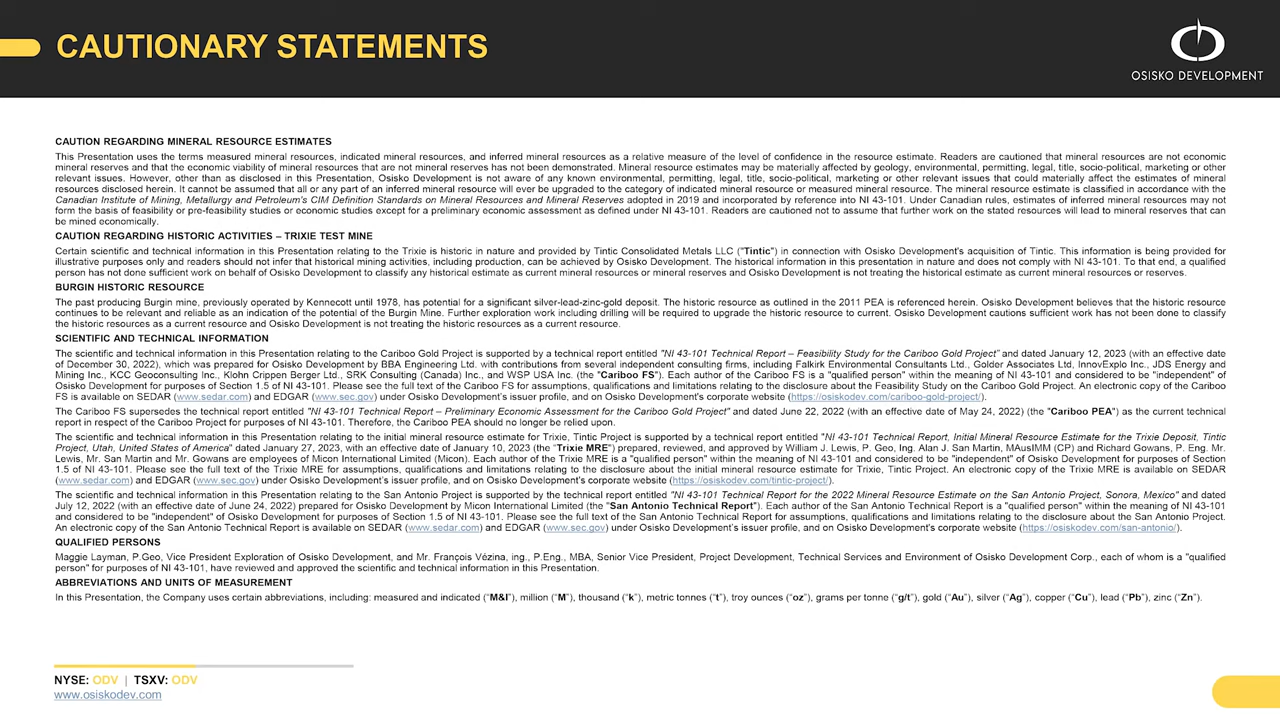 CAUTIONARY STATEMENTS
OSISKO DEVELOPMENT
CAUTION REGARDING MINERAL RESOURCE ESTIMATES
This Presentation uses the terms measured mineral resources, indicated mineral resources, and inferred mineral resources as a relative measure of the level of confidence in the resource estimate. Readers are cautioned that mineral resources are not economic
mineral reserves and that the economic viability of mineral resources that are not mineral reserves has not been demonstrated. Mineral resource estimates may be materially affected by geology, environmental, permitting, legal, title, socio-political, marketing or other
relevant issues. However, other than as disclosed in this Presentation, Osisko Development is not aware of any known environmental, permitting, legal, title, socio-political, marketing or other relevant issues that could materially affect the estimates of mineral
resources disclosed herein. It cannot be assumed that all or any part of an inferred mineral resource will ever be upgraded to the category of indicated mineral resource or measured mineral resource. The mineral resource estimate is classified in accordance with the
Canadian Institute of Mining, Metallurgy and Petroleum's CIM Definition Standards on Mineral Resources and Mineral Reserves adopted in 2019 and incorporated by reference into NI 43-101. Under Canadian rules, estimates of inferred mineral resources may not
form the basis of feasibility or pre-feasibility studies or economic studies except for a preliminary economic assessment as defined under NI 43-101. Readers are cautioned not to assume that further work on the stated resources will lead to mineral reserves that can
be mined economically.
CAUTION REGARDING HISTORIC ACTIVITIES – TRIXIE TEST MINE
Certain scientific and technical information in this Presentation relating to the Trixie is historic in nature and provided by Tintic Consolidated Metals LLC ("Tintic") in connection with Osisko Development's acquisition of Tintic. This information is being provided for
illustrative purposes only and readers should not infer that historical mining activities, including production, can be achieved by Osisko Development. The historical information in this presentation in nature and does not comply with NI 43-101. To that end, a qualified
person has not done sufficient work on behalf of Osisko Development to classify any historical estimate as current mineral resources or mineral reserves and Osisko Development is not treating the historical estimate as current mineral resources or reserves.
BURGIN HISTORIC RESOURCE
The past producing Burgin mine, previously operated by Kennecott until 1978, has potential for a significant silver-lead-zinc-gold deposit. The historic resource as outlined in the 2011 PEA is referenced herein. Osisko Development believes that the historic resource
continues to be relevant and reliable as an indication of the potential of the Burgin Mine. Further exploration work including drilling will be required to upgrade the historic resource to current. Osisko Development cautions sufficient work has not been done to classify
the historic resources as a current resource and Osisko Development is not treating the historic resources as a current resource.
SCIENTIFIC AND TECHNICAL INFORMATION
The scientific and technical information in this Presentation relating to the Cariboo Gold Project is supported by a technical report entitled "NI 43-101 Technical Report – Feasibility Study for the Cariboo Gold Project" and dated January 12, 2023 (with an effective date
of December 30, 2022), which was prepared for Osisko Development by BBA Engineering Ltd. with contributions from several independent consulting firms, including Falkirk Environmental Consultants Ltd., Golder Associates Ltd, InnovExplo Inc., JDS Energy and
Mining Inc., KCC Geoconsulting Inc., Klohn Crippen Berger Ltd., SRK Consulting (Canada) Inc., and WSP USA Inc. (the "Cariboo FS"). Each author of the Cariboo FS is a "qualified person" within the meaning of NI 43-101 and considered to be "independent" of
Osisko Development for purposes of Section 1.5 of NI 43-101. Please see the full text of the Cariboo FS for assumptions, qualifications and limitations relating to the disclosure about the Feasibility Study on the Cariboo Gold Project. An electronic copy of the Cariboo
FS is available on SEDAR (www.sedar.com) and EDGAR (www.sec.gov) under Osisko Development's issuer profile, and on Osisko Development's corporate website (https://osiskodev.com/cariboo-gold-project/).
The Cariboo FS supersedes the technical report entitled "NI 43-101 Technical Report – Preliminary Economic Assessment for the Cariboo Gold Project" and dated June 22, 2022 (with an effective date of May 24, 2022) (the "Cariboo PEA") as the current technical
report in respect of the Cariboo Project for purposes of NI 43-101. Therefore, the Cariboo PEA should no longer be relied upon.
The scientific and technical information in this Presentation relating to the initial mineral resource estimate for Trixie, Tintic Project is supported by a technical report entitled "NI 43-101 Technical Report, Initial Mineral Resource Estimate for the Trixie Deposit, Tintic
Project, Utah, United States of America" dated January 27, 2023, with an effective date of January 10, 2023 (the "Trixie MRE") prepared, reviewed, and approved by William J. Lewis, P. Geo, Ing. Alan J. San Martin, MAusIMM (CP) and Richard Gowans, P. Eng. Mr.
Lewis, Mr. San Martin and Mr. Gowans are employees of Micon International Limited (Micon). Each author of the Trixie MRE is a "qualified person" within the meaning of NI 43-101 and considered to be "independent" of Osisko Development for purposes of Section
1.5 of NI 43-101. Please see the full text of the Trixie MRE for assumptions, qualifications and limitations relating to the disclosure about the initial mineral resource estimate for Trixie, Tintic Project. An electronic copy of the Trixie MRE is available on SEDAR
(www.sedar.com) and EDGAR (www.sec.gov) under Osisko Development's issuer profile, and on Osisko Development's corporate website (https://osiskodev.com/tintic-project/).
The scientific and technical information in this Presentation relating to the San Antonio Project is supported by the technical report entitled "NI 43-101 Technical Report for the 2022 Mineral Resource Estimate on the San Antonio Project, Sonora, Mexico" and dated
July 12, 2022 (with an effective date of June 24, 2022) prepared for Osisko Development by Micon International Limited (the "San Antonio Technical Report"). Each author of the San Antonio Technical Report is a "qualified person" within the meaning of NI 43-101
and considered to be "independent" of Osisko Development for purposes of Section 1.5 of NI 43-101. Please see the full text of the San Antonio Technical Report for assumptions, qualifications and limitations relating to the disclosure about the San Antonio Project.
An electronic copy of the San Antonio Technical Report is available on SEDAR (www.sedar.com) and EDGAR (www.sec.gov) under Osisko Development's issuer profile, and on Osisko Development's corporate website (https://osiskodev.com/san-antonio/).
QUALIFIED PERSONS
Maggie Layman, P.Geo, Vice President Exploration of Osisko Development, and Mr. François Vézina, ing., P.Eng., MBA, Senior Vice President, Project Development, Technical Services and Environment of Osisko Development Corp., each of whom is a "qualified
person" for purposes of NI 43-101, have reviewed and approved the scientific and technical information in this Presentation.
ABBREVIATIONS AND UNITS OF MEASUREMENT
In this Presentation, the Company uses certain abbreviations, including: measured and indicated ("M&I"), million ("M"), thousand ("k"), metric tonnes ("t"), troy ounces ("oz"), grams per tonne ("g/t"), gold ("Au"), silver ("Ag"), copper ("Cu"), lead ("Pb"), zinc ("Zn").
NYSE: ODV | TSXV: ODV
www.osiskodev.com